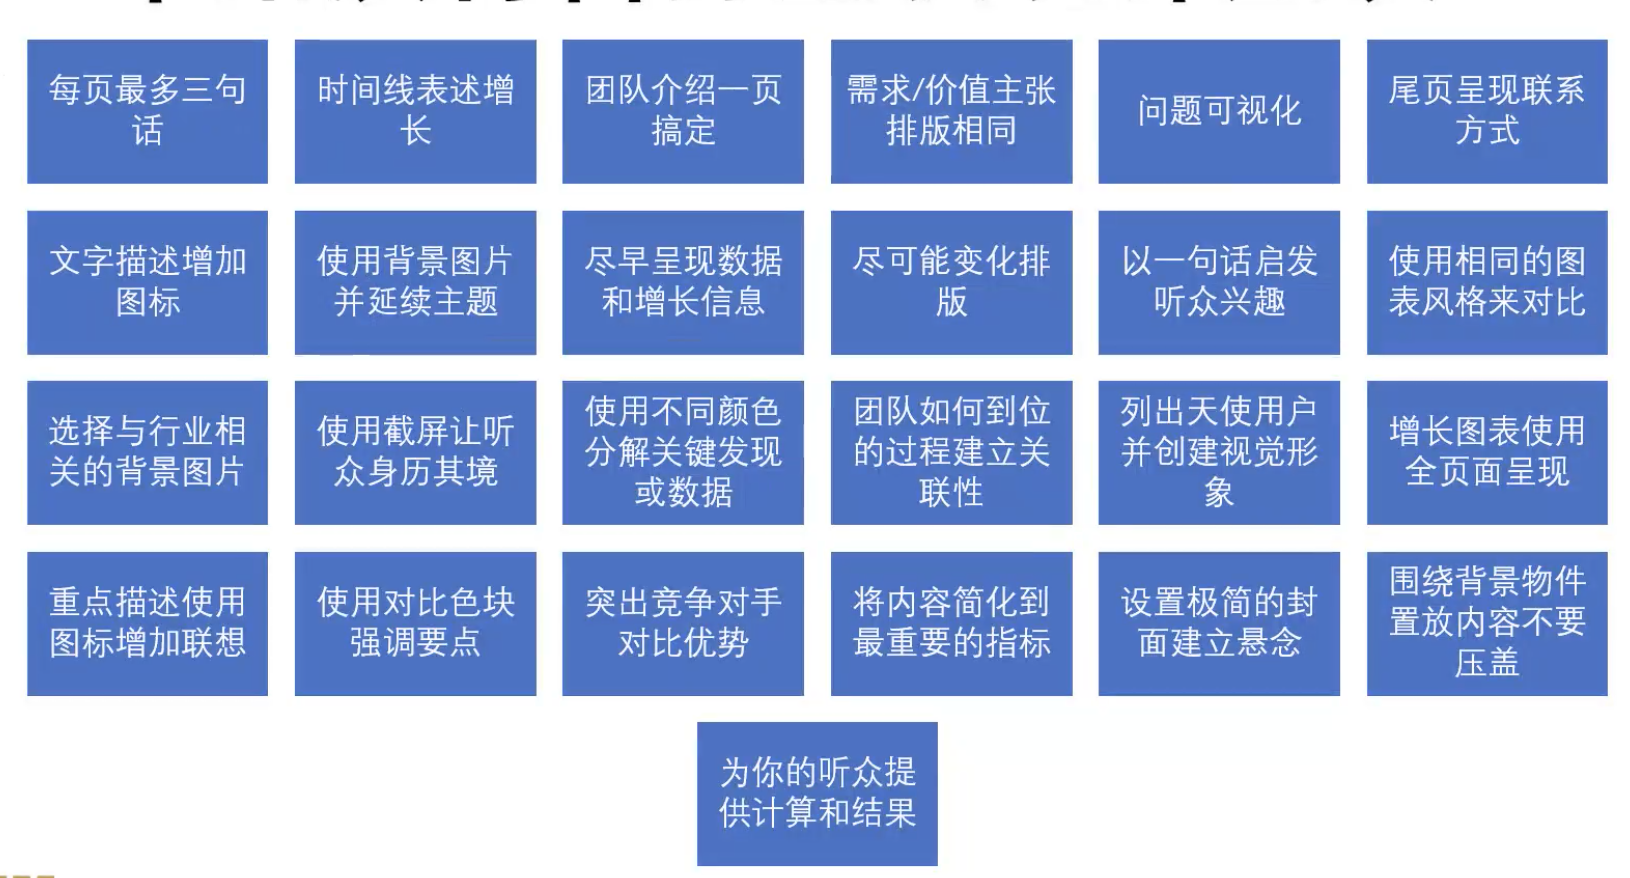 每页最多三句
话
时间线表述增
长
团队介绍一页
搞定
需求/价值主张
排版相同
问题可视化
尾页呈现联系
方式
文字描述增加
图标
使用背景图片
并延续主题
尽早呈现数据
和增长信息
尽可能变化排
版
以一句话启发
听众兴趣
使用相同的图
表风格来对比
选择与行业相
关的背景图片
使用截屏让听
众身历其境
使用不同颜色
分解关键发现
或数据
团队如何到位
的过程建立关
联性
列出天使用户
并创建视觉形
象
增长图表使用
全页面呈现
重点描述使用
图标增加联想
使用对比色块
强调要点
突出竞争对手
对比优势
将内容简化到
最重要的指标
设置极简的封
面建立悬念
围绕背景物件
置放内容不要
压盖
为你的听众提
供计算和结果